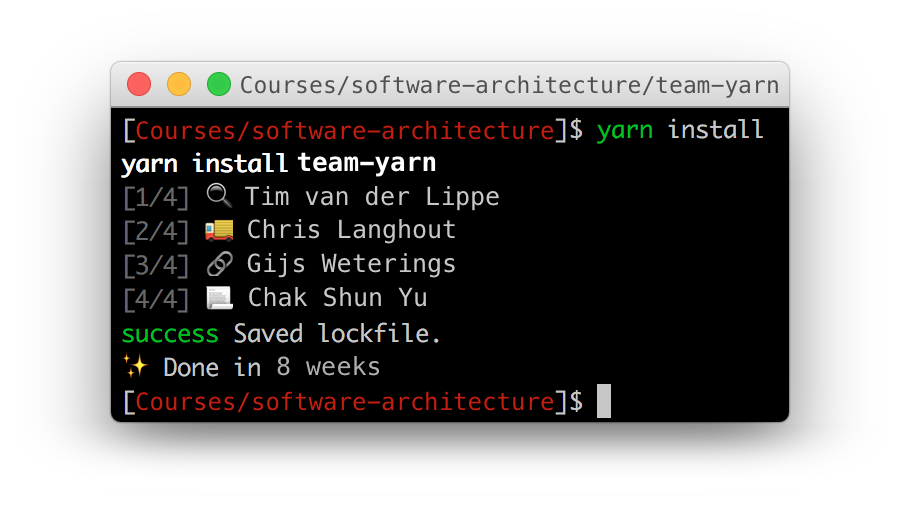 Courses/software-architecture/team-yarn
[Courses/software-architecture]$ yarn install
yarn install team-yarn
[1/4] 🔍 Tim van der Lippe
[2/4] 🚚 Chris Langhout
[3/4] 🔗 Gijs Weterings
[4/4] 📃 Chak Shun Yu
success Saved lockfile.
✨ Done in 8 weeks
[Courses/software-architecture]$